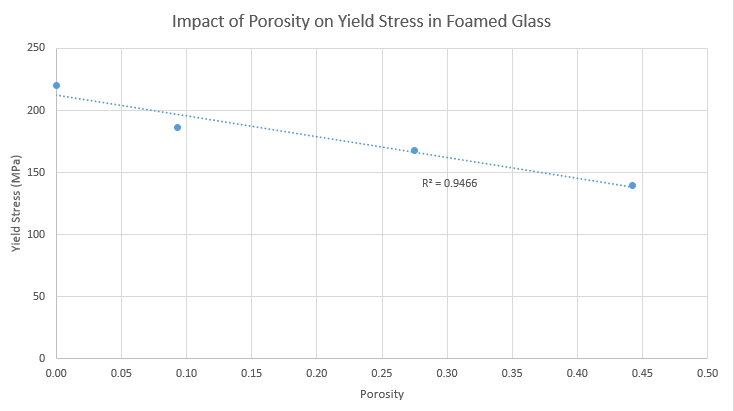 Impact of Porosity on Yield Stress in Foamed Glass
250
200
150
100
50
0
Yield Stress (MPa)
R² = 0.9466
0.00 0.05 0.10 0.15 0.20 0.25 0.30 0.35 0.40 0.45 0.50
Porosity